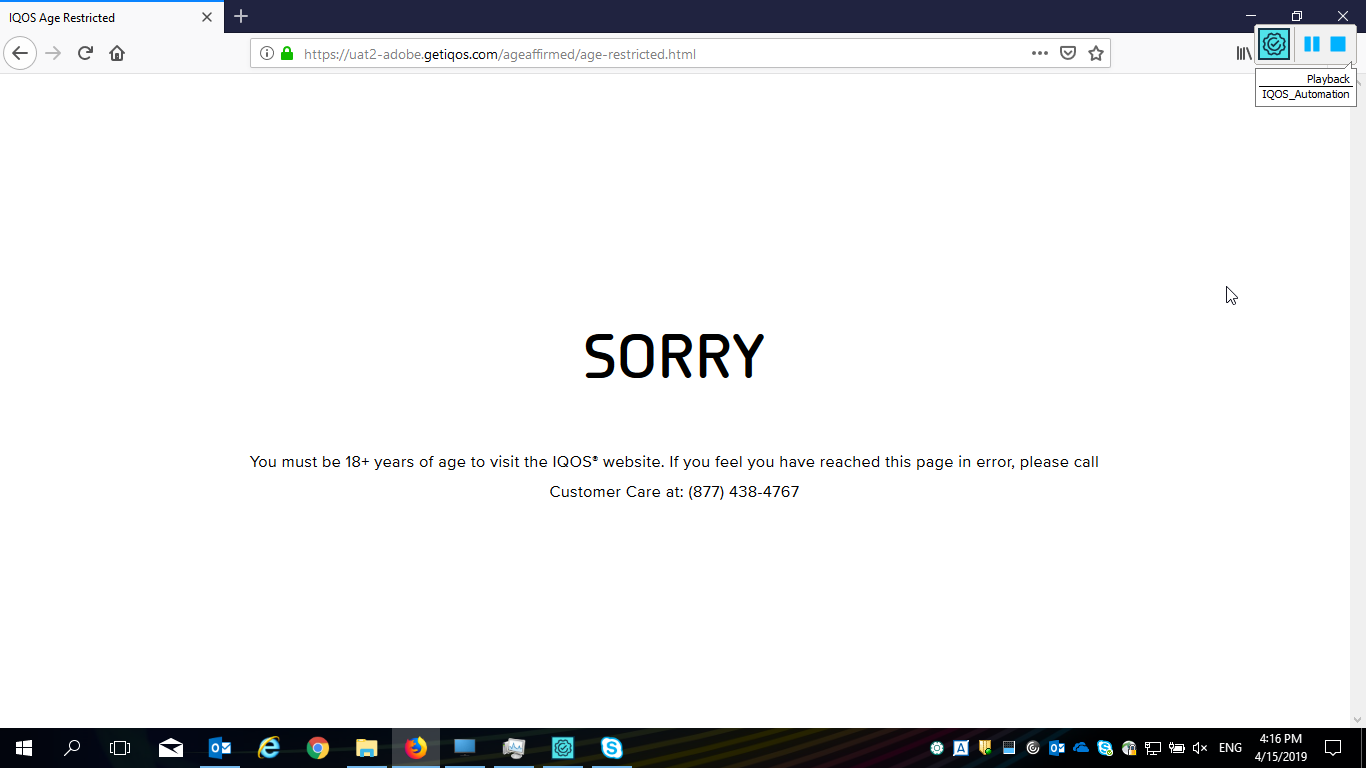 IQOS Age Restricted
https://uat2-adobe.getiqos.com/ageaffirmed/age-restricted.html
Playback
IQOS_Automation
SORRY
You must be 18+ years of age to visit the IQOS® website. If you feel you have reached this page in error, please call
Customer Care at: (877) 438-4767
ENG
4:16 PM
4/15/2019